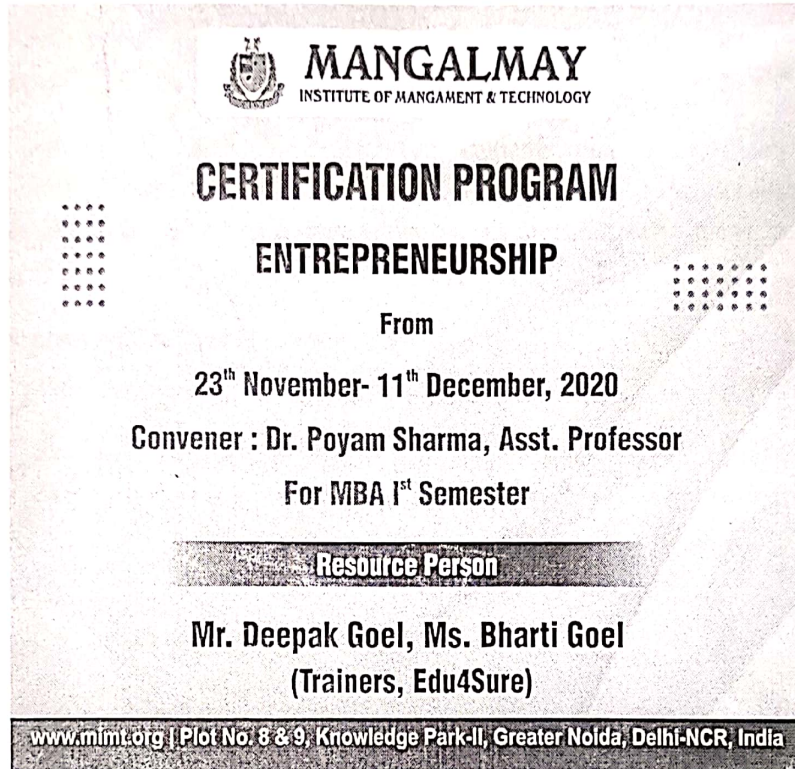 MANGALMAY
INSTITUTE OF MANGAMENT & TECHNOLOGY
CERTIFICATION PROGRAM
ENTREPRENEURSHIP
From
23th November- 11th December, 2020
Convener : Dr. Poyam Sharma, Asst. Professor
For MBA Ist Semester
Resource Person
Mr. Deepak Goel, Ms. Bharti Goel
(Trainers, Edu4Sure)
www.mimt.org | Plot No. 8 & 9, Knowledge Park-II, Greater Noida, Delhi-NCR, India